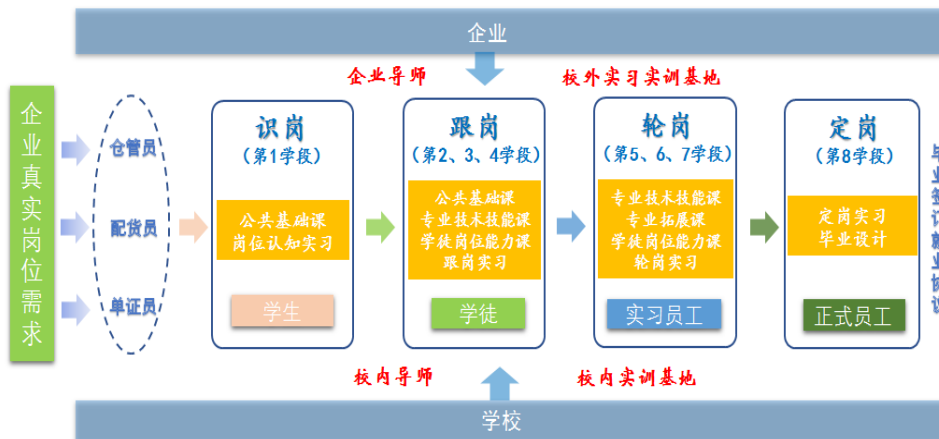 企业
企业导师
校外实习实训基地
企业真实岗位需求
仓管员
配货员
单证员
识岗
(第1学段)
公共基础课
岗位认知实习
学生
跟岗
(第2、3、4学段)
公共基础课
专业技术技能课
学徒岗位能力课
跟岗实习
学徒
轮岗
(第5、6、7学段)
专业技术技能课
专业拓展课
学徒岗位能力课
轮岗实习
实习员工
定岗
(第8学段)
定岗实习
毕业设计
正式员工
校内导师
校内实训基地
学校